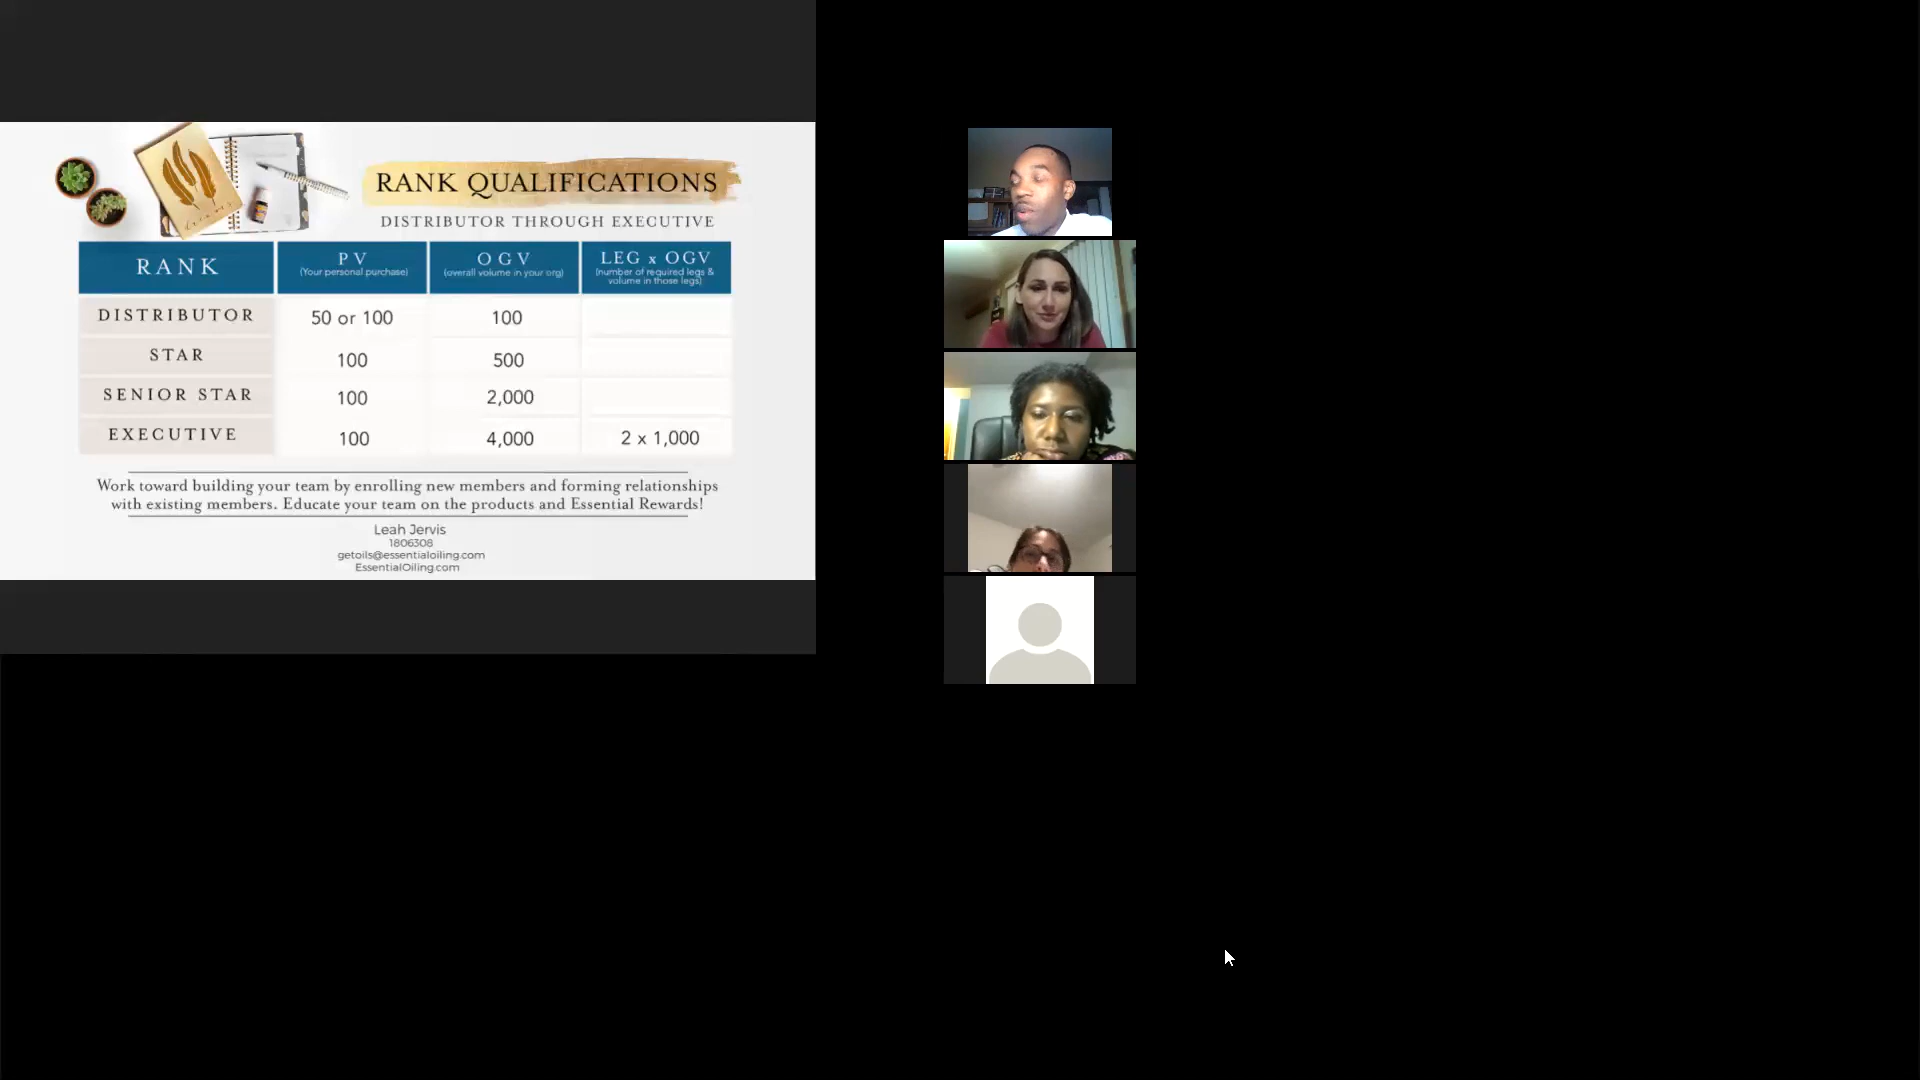 RANK QUALIFICATIONS
DISTRIBUTOR THROUGH EXECUTIVE
RANK PV OGV LEG x OGV
(Your personal purchase) (overall volume in your org) (number of required legs &
volume in those legs)
DISTRIBUTOR 50 or 100 100
STAR 100 500
SENIOR STAR 100 2,000
EXECUTIVE 100 4,000 2 x 1,000
Work toward building your team by enrolling new members and forming relationships
with existing members. Educate your team on the products and Essential Rewards!
Leah Jervis
1806308
getoils@essentialoiling.com
EssentialOiling.com